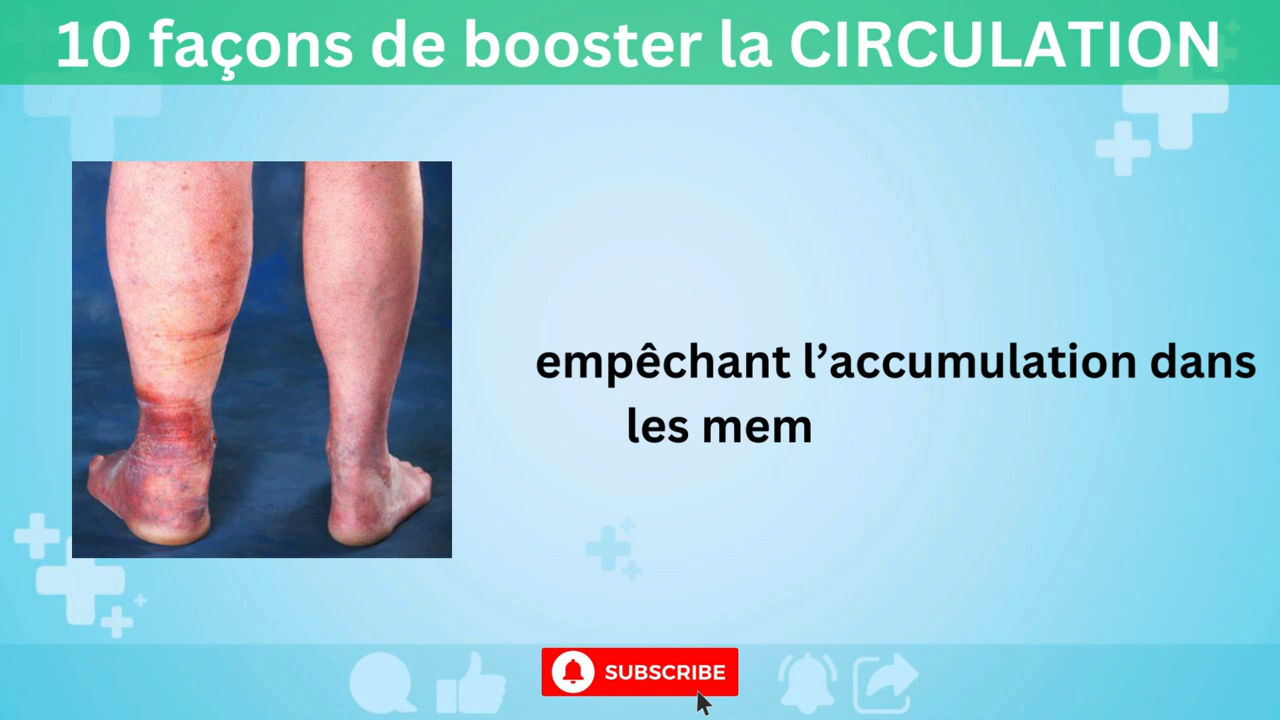 10 façons de booster la CIRCULATION
empêchant l’accumulation dans
les mem
SUBSCRIBE